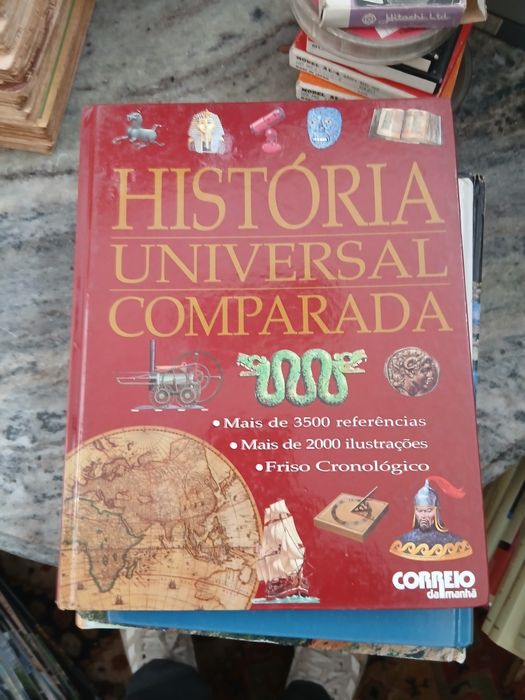 Hitachi, Ltd.
HISTÓRIA
UNIVERSAL
COMPARADA
• Mais de 3500 referências
• Mais de 2000 ilustrações
• Friso Cronológico
CORREIO
da manhã